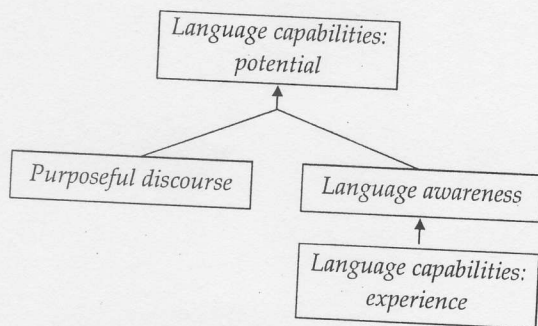 Language capabilities:
potential
Purposeful discourse
Language awareness
Language capabilities:
experience